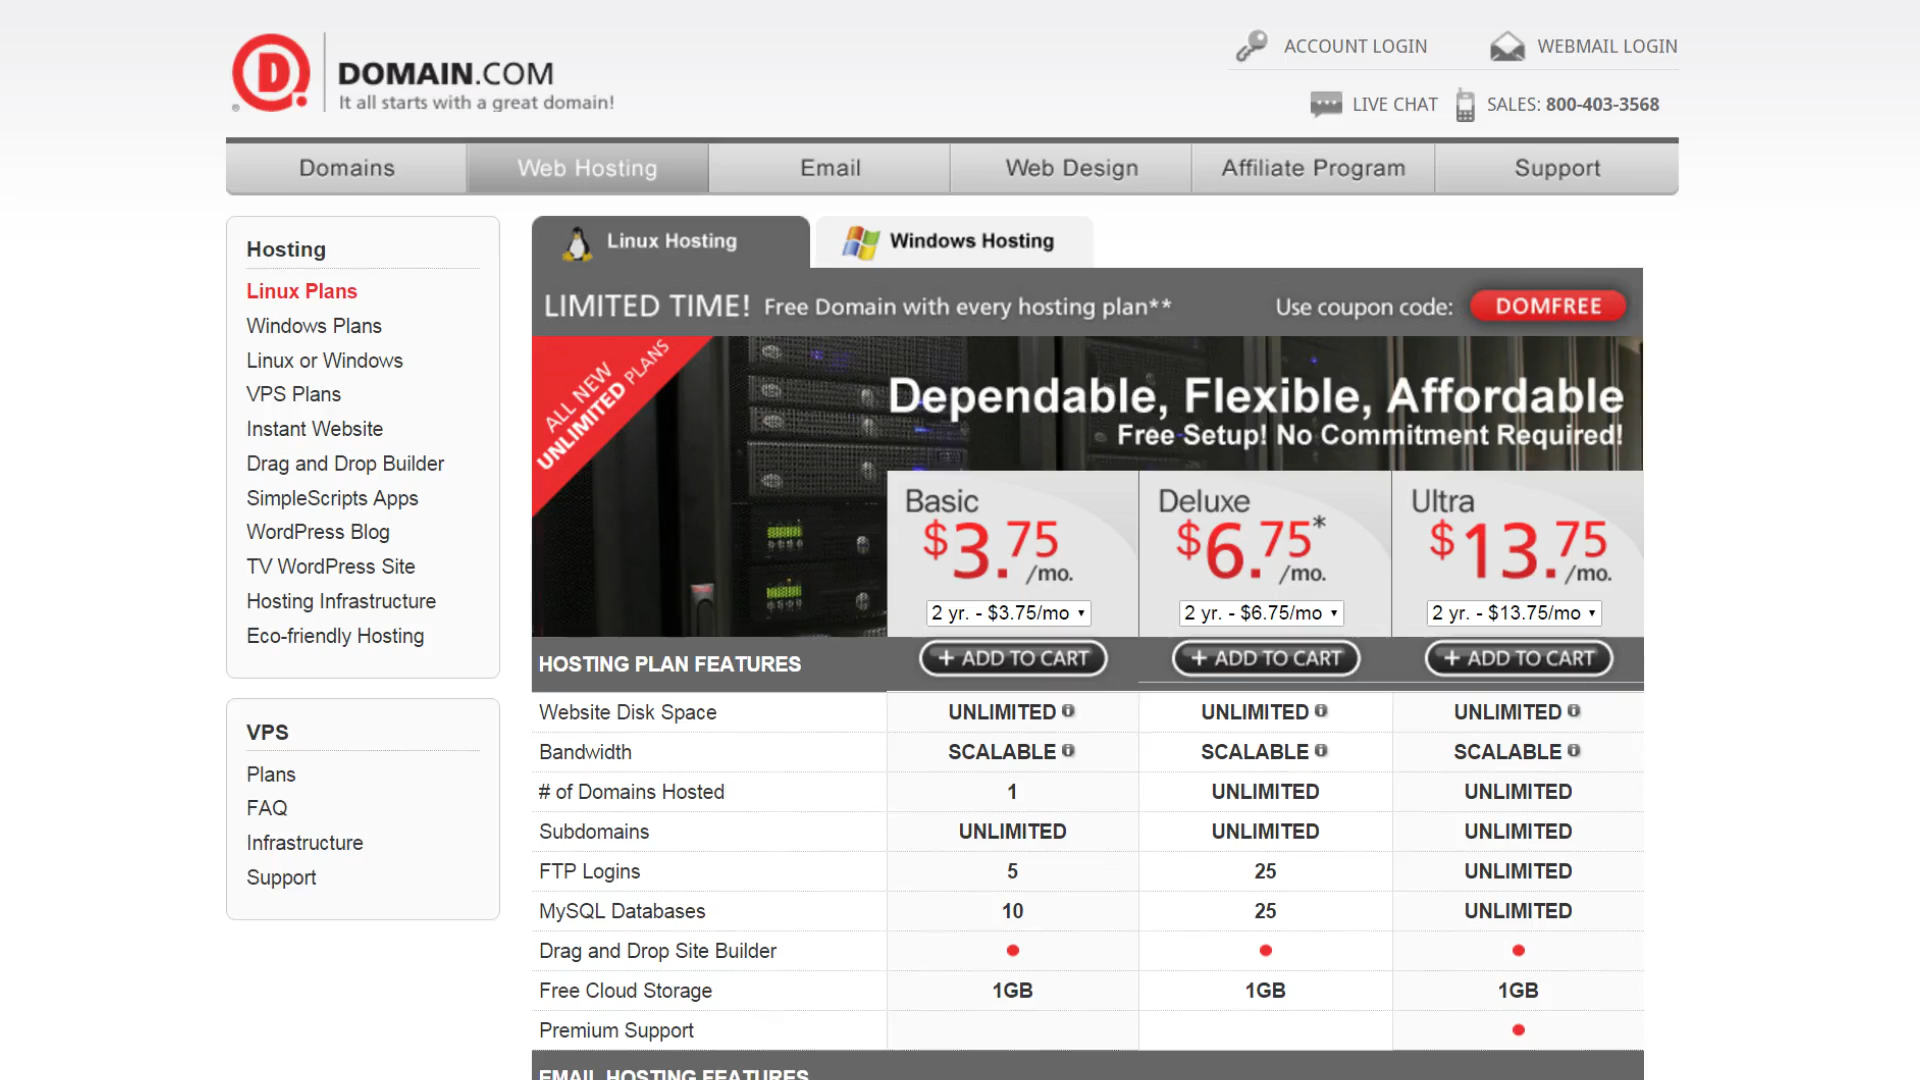 ACCOUNT LOGIN
WEBMAIL LOGIN
D
DOMAIN.COM
It all starts with a great domain!
LIVE CHAT
SALES: 800-403-3568
Domains
Web Hosting
Email
Web Design
Affiliate Program
Support
Hosting
Linux Plans
Windows Plans
Linux or Windows
VPS Plans
Instant Website
Drag and Drop Builder
SimpleScripts Apps
WordPress Blog
TV WordPress Site
Hosting Infrastructure
Eco-friendly Hosting
VPS
Plans
FAQ
Infrastructure
Support
Linux Hosting
Windows Hosting
LIMITED TIME! Free Domain with every hosting plan**
Use coupon code: DOMFREE
ALL NEW
UNLIMITED PLANS
Dependable, Flexible, Affordable
Free Setup! No Commitment Required!
Basic
$3.75
/mo.
2 yr. - $3.75/mo
Deluxe
$6.75*
/mo.
2 yr. - $6.75/mo
Ultra
$13.75
/mo.
2 yr. - $13.75/mo
HOSTING PLAN FEATURES
+ ADD TO CART
+ ADD TO CART
+ ADD TO CART
Website Disk Space UNLIMITED UNLIMITED UNLIMITED
Bandwidth SCALABLE SCALABLE SCALABLE
# of Domains Hosted 1 UNLIMITED UNLIMITED
Subdomains UNLIMITED UNLIMITED UNLIMITED
FTP Logins 5 25 UNLIMITED
MySQL Databases 10 25 UNLIMITED
Drag and Drop Site Builder
Free Cloud Storage 1GB 1GB 1GB
Premium Support
EMAIL HOSTING FEATURES